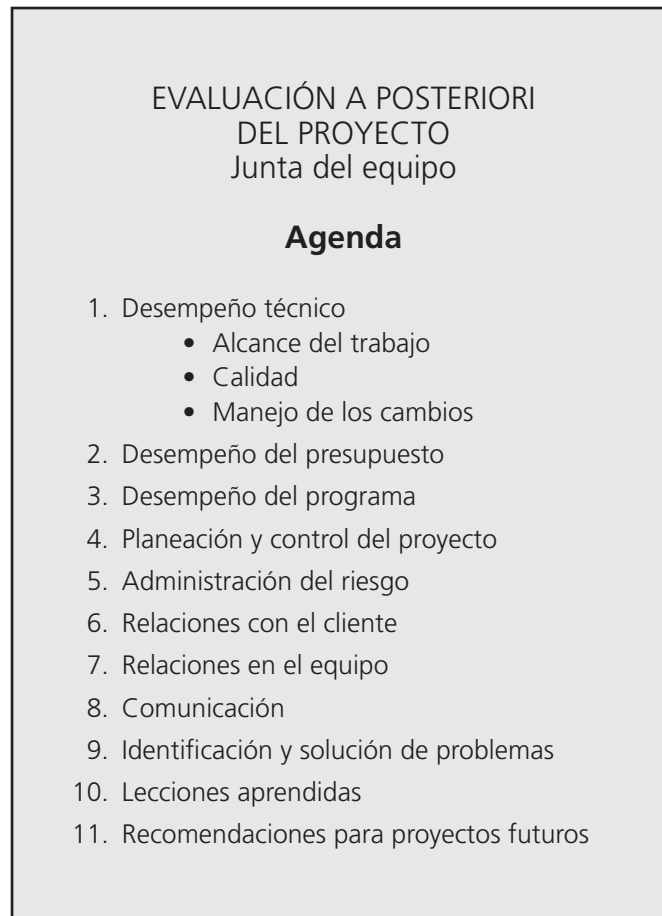 EVALUACIÓN A POSTERIORI
DEL PROYECTO
Junta del equipo
Agenda
1. Desempeño técnico
• Alcance del trabajo
• Calidad
• Manejo de los cambios
2. Desempeño del presupuesto
3. Desempeño del programa
4. Planeación y control del proyecto
5. Administración del riesgo
6. Relaciones con el cliente
7. Relaciones en el equipo
8. Comunicación
9. Identificación y solución de problemas
10. Lecciones aprendidas
11. Recomendaciones para proyectos futuros